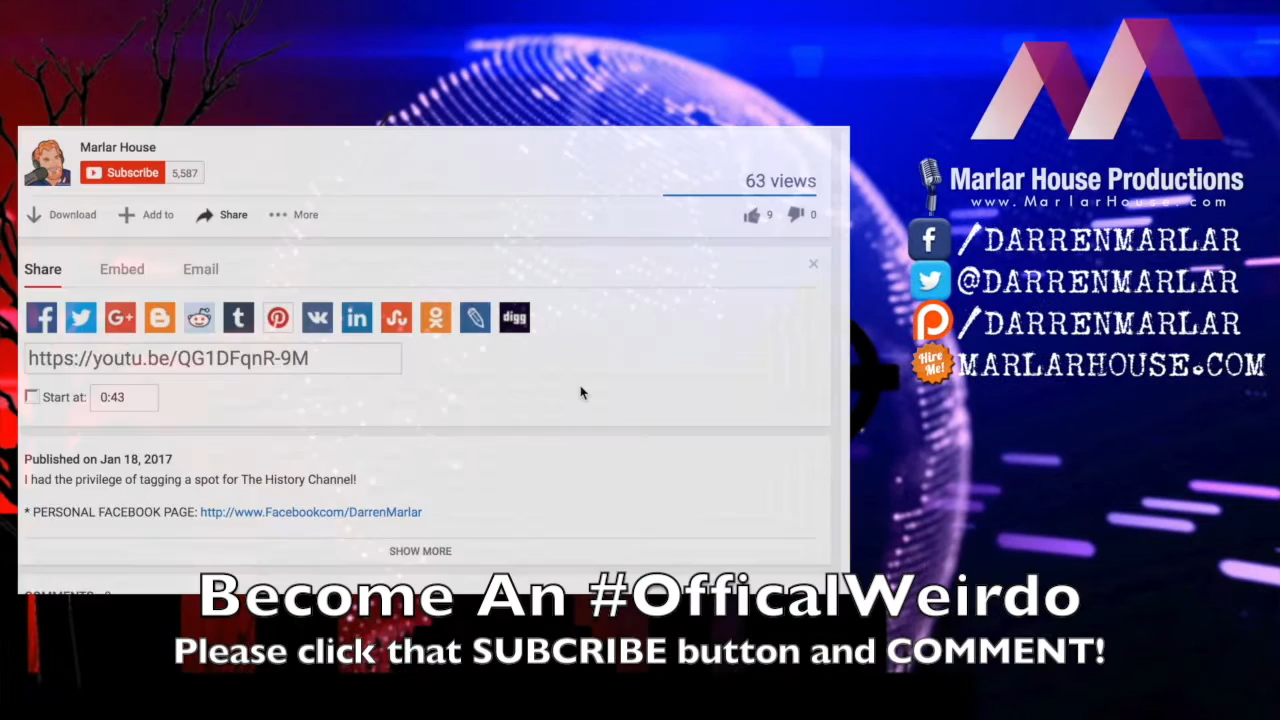 Marlar House
Subscribe 5,587
63 views
Download Add to Share More 9 0
Share Embed Email
f G+ t vk in digg
https://youtu.be/QG1DFqnR-9M
Start at: 0:43
Published on Jan 18, 2017
I had the privilege of tagging a spot for The History Channel!
* PERSONAL FACEBOOK PAGE: http://www.Facebookcom/DarrenMarlar
SHOW MORE
Marlar House Productions
www.MarlarHouse.com
f /DARRENMARLAR
@DARRENMARLAR
/DARRENMARLAR
Hire Me! MARLARHOUSE.COM
Become An #OfficalWeirdo
Please click that SUBCRIBE button and COMMENT!